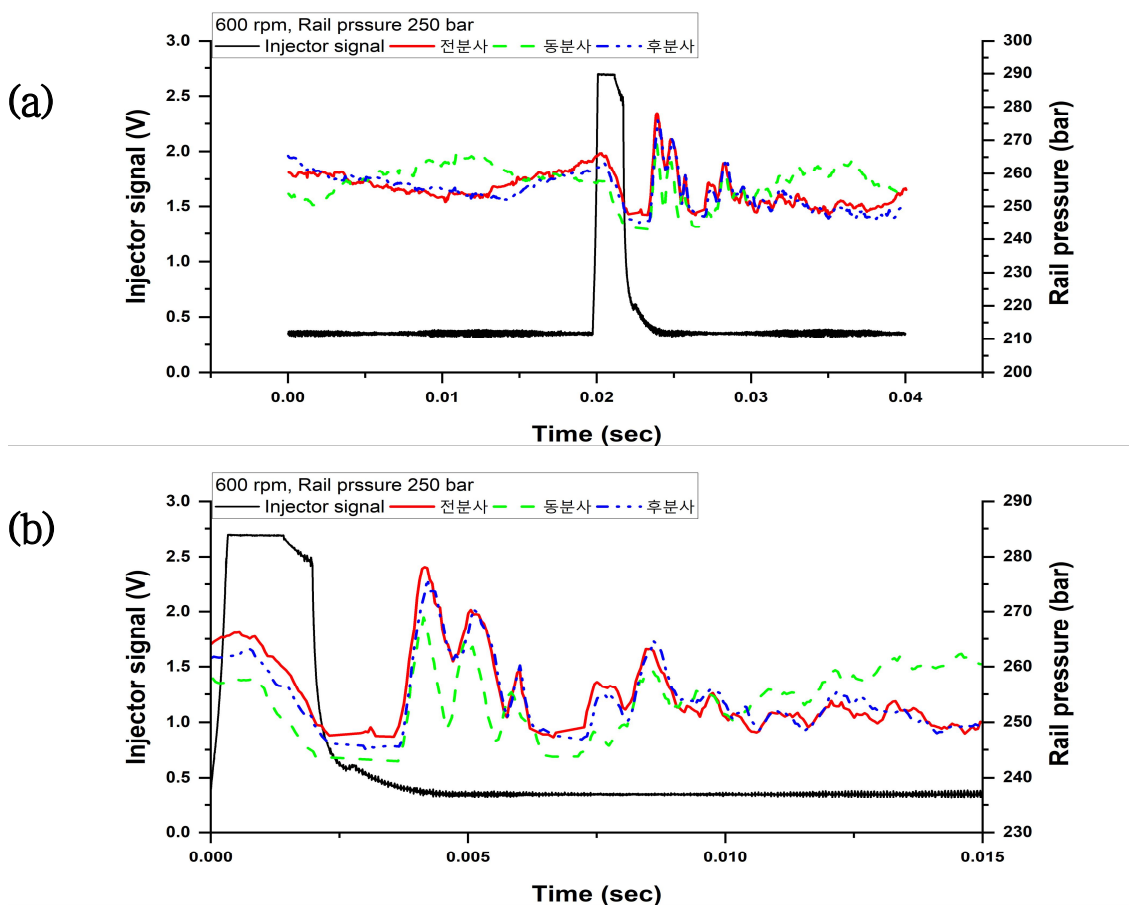 600 rpm, Rail prssure 250 bar
Injector signal 전분사 동분사 후분사
(a)
Injector signal (V)
3.0
2.5
2.0
1.5
1.0
0.5
0.0
300
290
280
270
260
250
240
230
220
210
200
Rail pressure (bar)
0.00 0.01 0.02 0.03 0.04
Time (sec)
600 rpm, Rail prssure 250 bar
Injector signal 전분사 동분사 후분사
(b)
Injector signal (V)
3.0
2.5
2.0
1.5
1.0
0.5
0.0
290
280
270
260
250
240
230
Rail pressure (bar)
0.000 0.005 0.010 0.015
Time (sec)